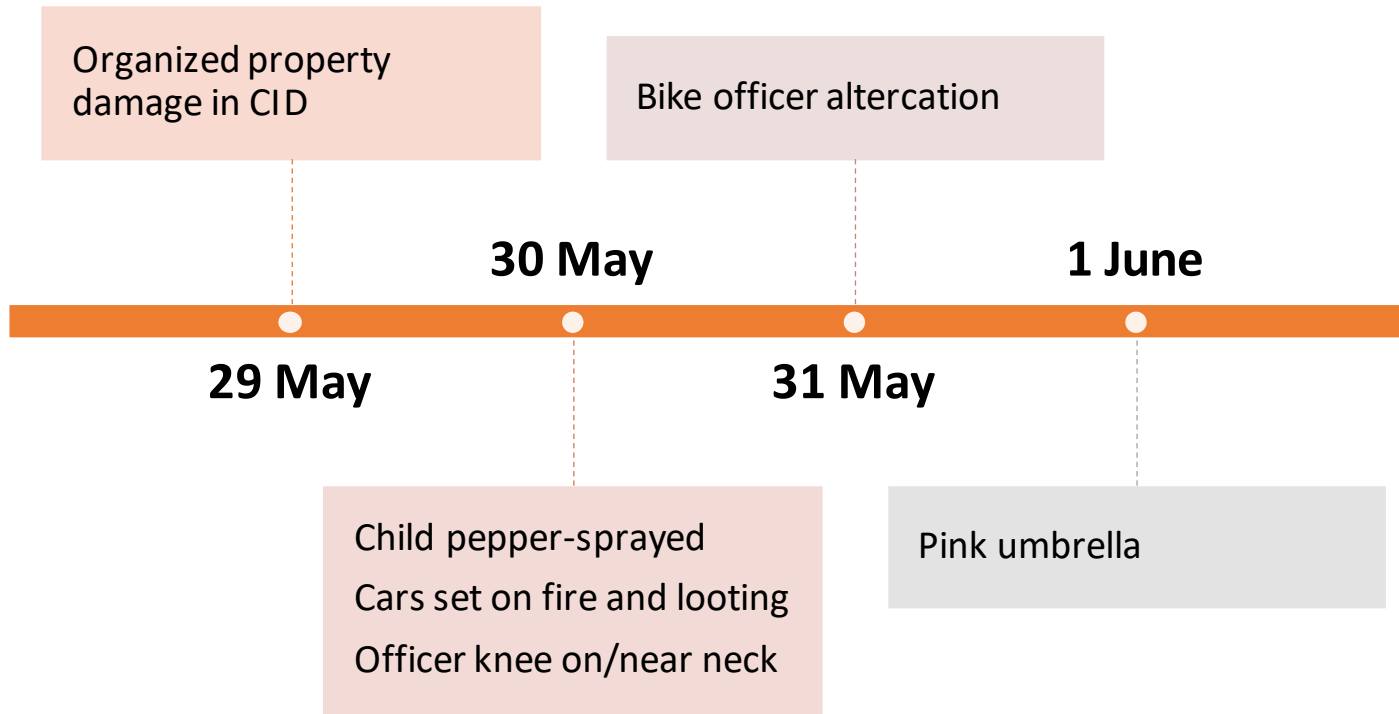 Organized property
damage in CID
Bike officer altercation
30 May
1 June
29 May
31 May
Child pepper-sprayed
Cars set on fire and looting
Officer knee on/near neck
Pink umbrella